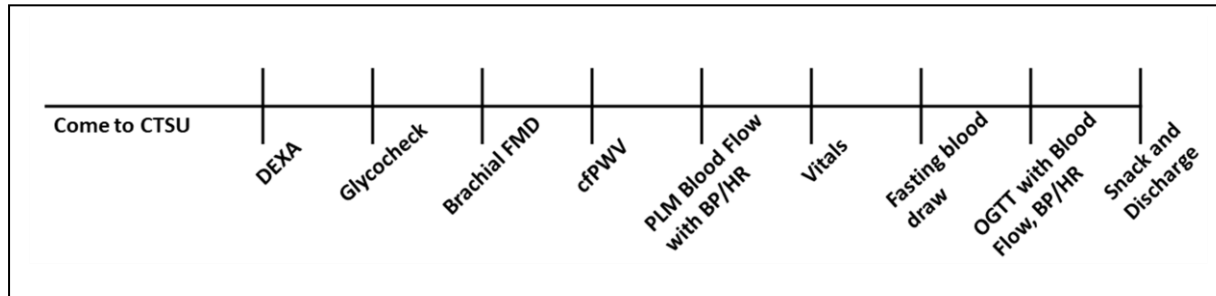 Come to CTSU
DEXA
Glycocheck
Brachial FMD
cfPWV
PLM Blood Flow
with BP/HR
Vitals
Fasting blood
draw
OGTT with Blood
Flow, BP/HR
Snack and
Discharge